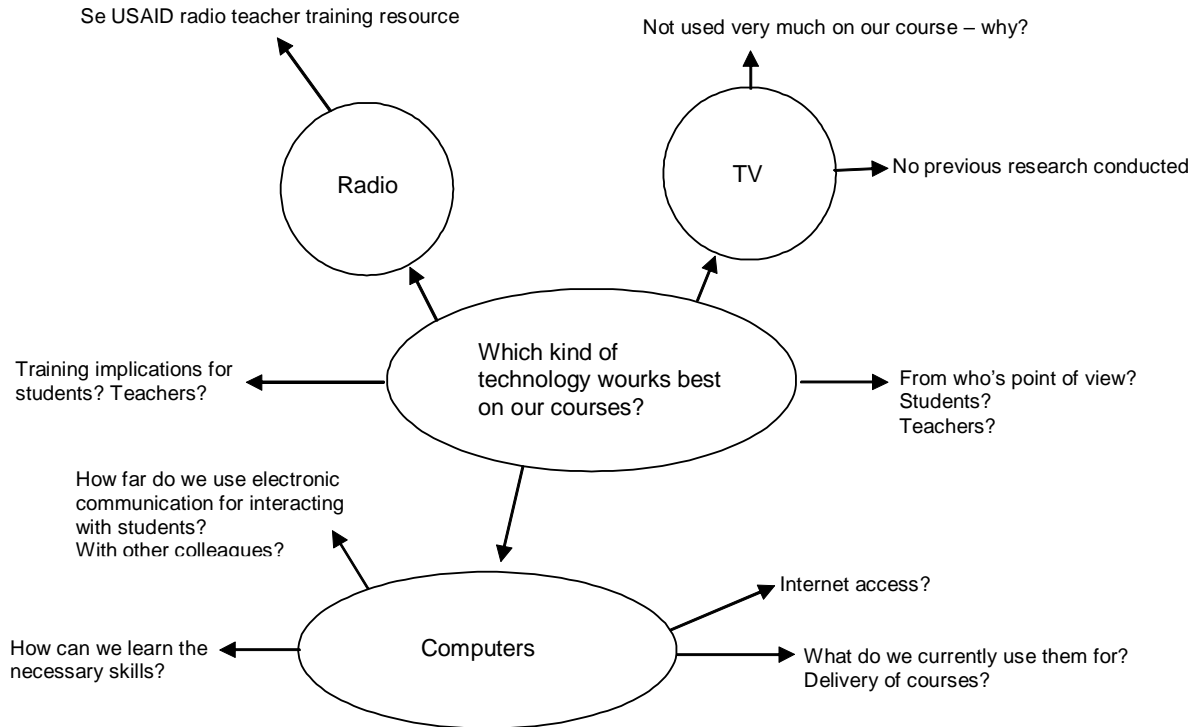 Se USAID radio teacher training resource
Not used very much on our course – why?
Radio
TV
No previous research conducted
Which kind of
technology wourks best
on our courses?
Training implications for
students? Teachers?
From who's point of view?
Students?
Teachers?
How far do we use electronic
communication for interacting
with students?
With other colleagues?
Internet access?
Computers
How can we learn the
necessary skills?
What do we currently use them for?
Delivery of courses?